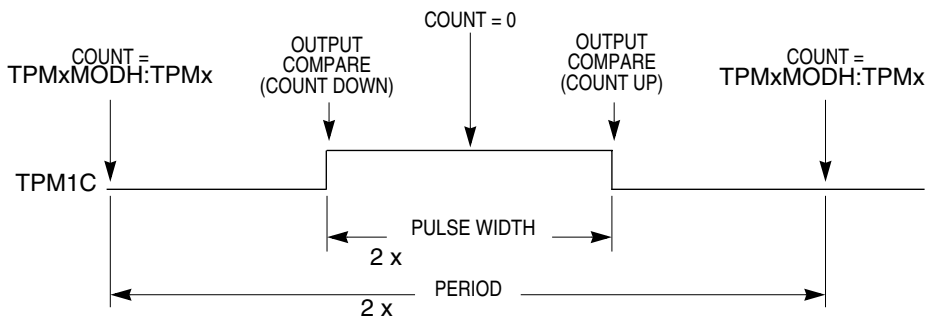 COUNT = 0
COUNT =
TPMxMODH:TPMx
OUTPUT
COMPARE
(COUNT DOWN)
OUTPUT
COMPARE
(COUNT UP)
COUNT =
TPMxMODH:TPMx
TPM1C
PULSE WIDTH
2 x
PERIOD
2 x